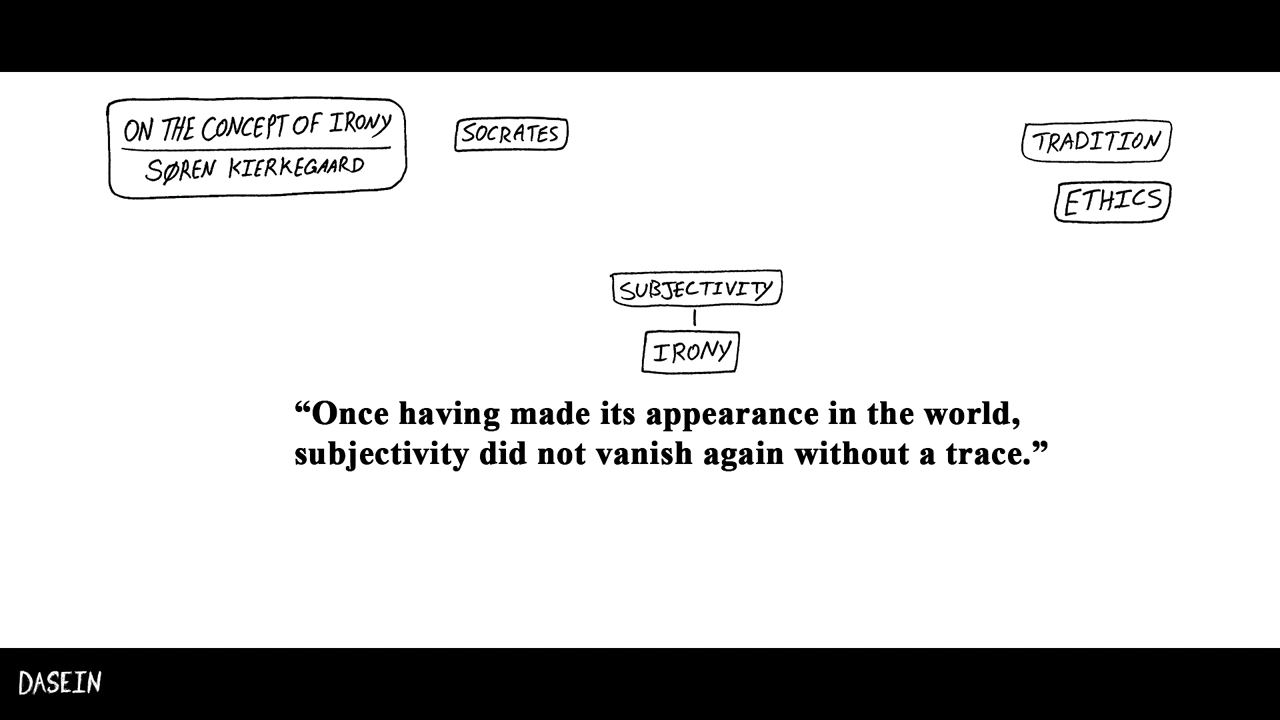 ON THE CONCEPT OF IRONY
SØREN KIERKEGAARD
SOCRATES
TRADITION
ETHICS
SUBJECTIVITY
IRONY
“Once having made its appearance in the world,
subjectivity did not vanish again without a trace.”
DASEIN